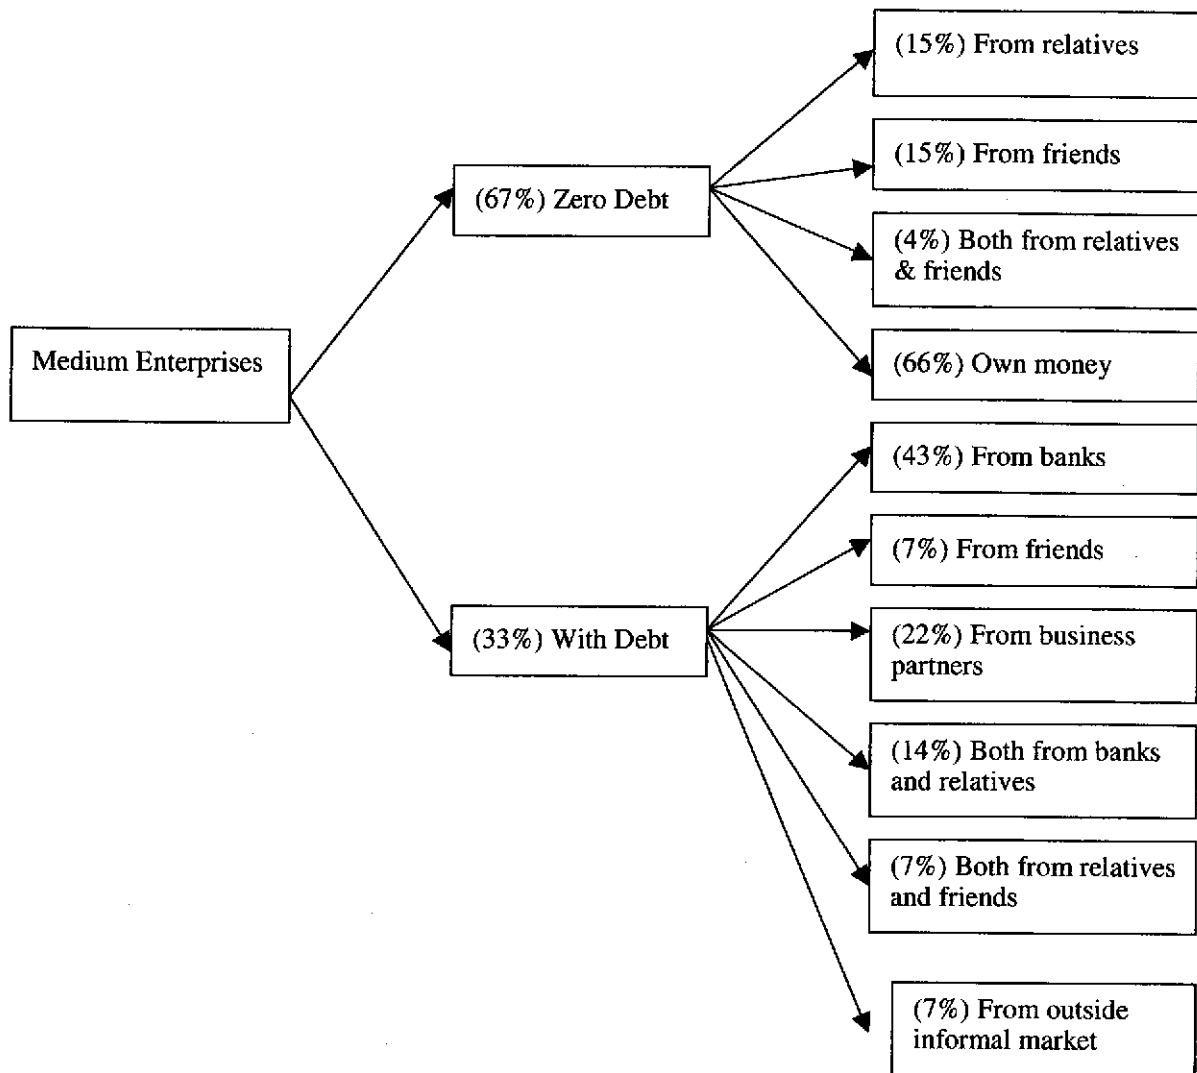 (15%) From relatives
(15%) From friends
(67%) Zero Debt
(4%) Both from relatives
& friends
Medium Enterprises
(66%) Own money
(43%) From banks
(7%) From friends
(33%) With Debt
(22%) From business
partners
(14%) Both from banks
and relatives
(7%) Both from relatives
and friends
(7%) From outside
informal market